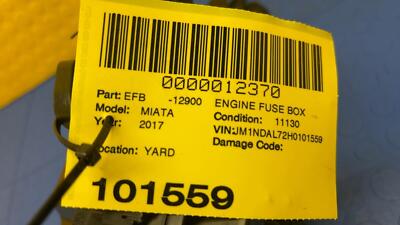 0000012370
Part: EFB -12900 ENGINE FUSE BOX
Model: MIATA Condition: 11130
Year: 2017 VIN:JM1NDAL72H0101559
Damage Code:
Location: YARD
101559